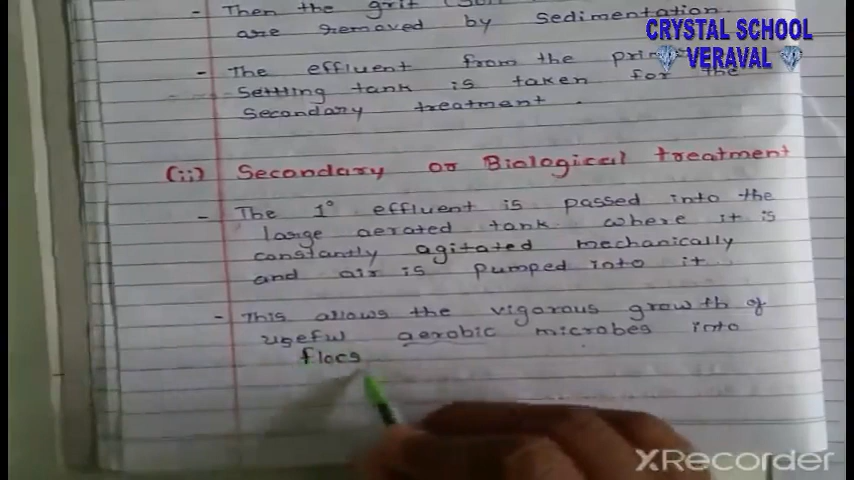 - Then the grit
are removed by sedimentation.
- The effluent from the
settling tank is taken for the
secondary treatment.
(ii) Secondary or Biological treatment
- The 1° effluent is passed into the
large aerated tank where it is
constantly agitated mechanically
and air is pumped into it.
- This allows the vigorous growth of
useful aerobic microbes into
flocs
CRYSTAL SCHOOL
VERAVAL
XRecorder